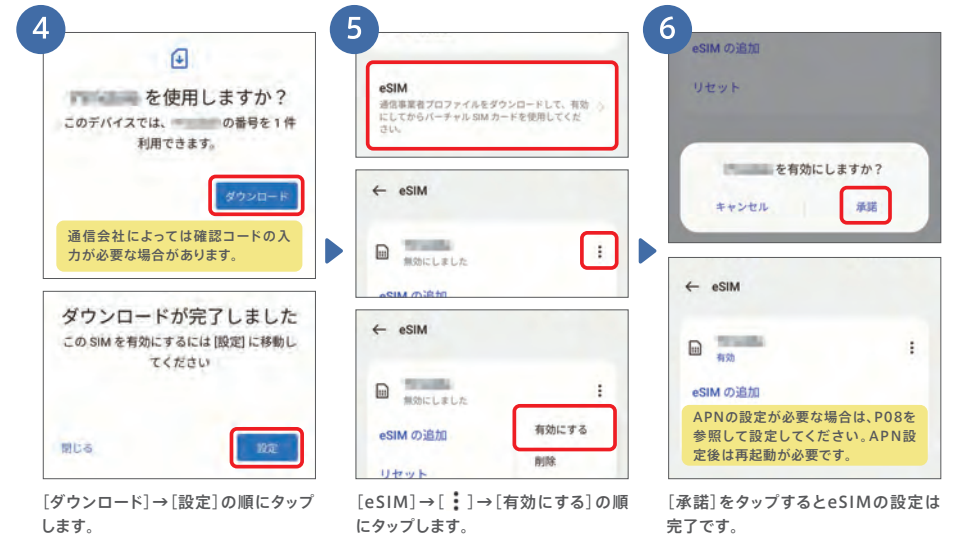 4
を使用しますか？
このデバイスでは、 の番号を1件
利用できます。
ダウンロード
通信会社によっては確認コードの入
力が必要な場合があります。
ダウンロードが完了しました
この SIM を有効にするには [設定] に移動し
てください
閉じる
設定
[ダウンロード]→[設定]の順にタップ
します。
5
eSIM
通信事業者プロファイルをダウンロードして、有効
にしてからバーチャル SIM カードを使用してくだ
さい。
← eSIM
無効にしました
eSIM の追加
← eSIM
無効にしました
eSIM の追加
有効にする
リセット
削除
[eSIM]→[⋮]→[有効にする]の順
にタップします。
6
eSIM の追加
リセット
を有効にしますか？
キャンセル
承諾
← eSIM
有効
eSIM の追加
APNの設定が必要な場合は、P08を
参照して設定してください。APN設
定後は再起動が必要です。
[承諾]をタップするとeSIMの設定は
完了です。